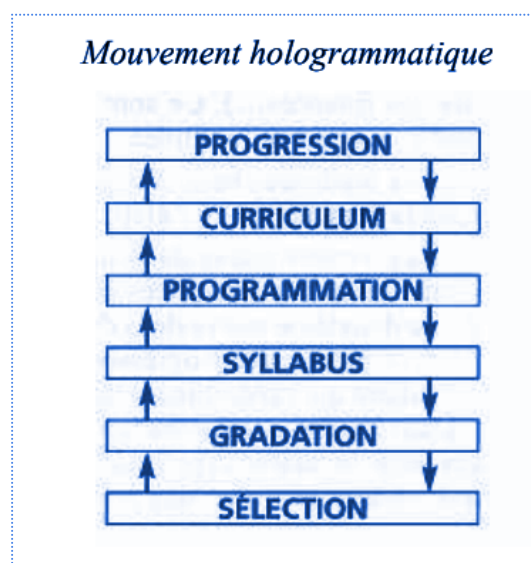 Mouvement hologrammatique
PROGRESSION
CURRICULUM
PROGRAMMATION
SYLLABUS
GRADATION
SÉLECTION